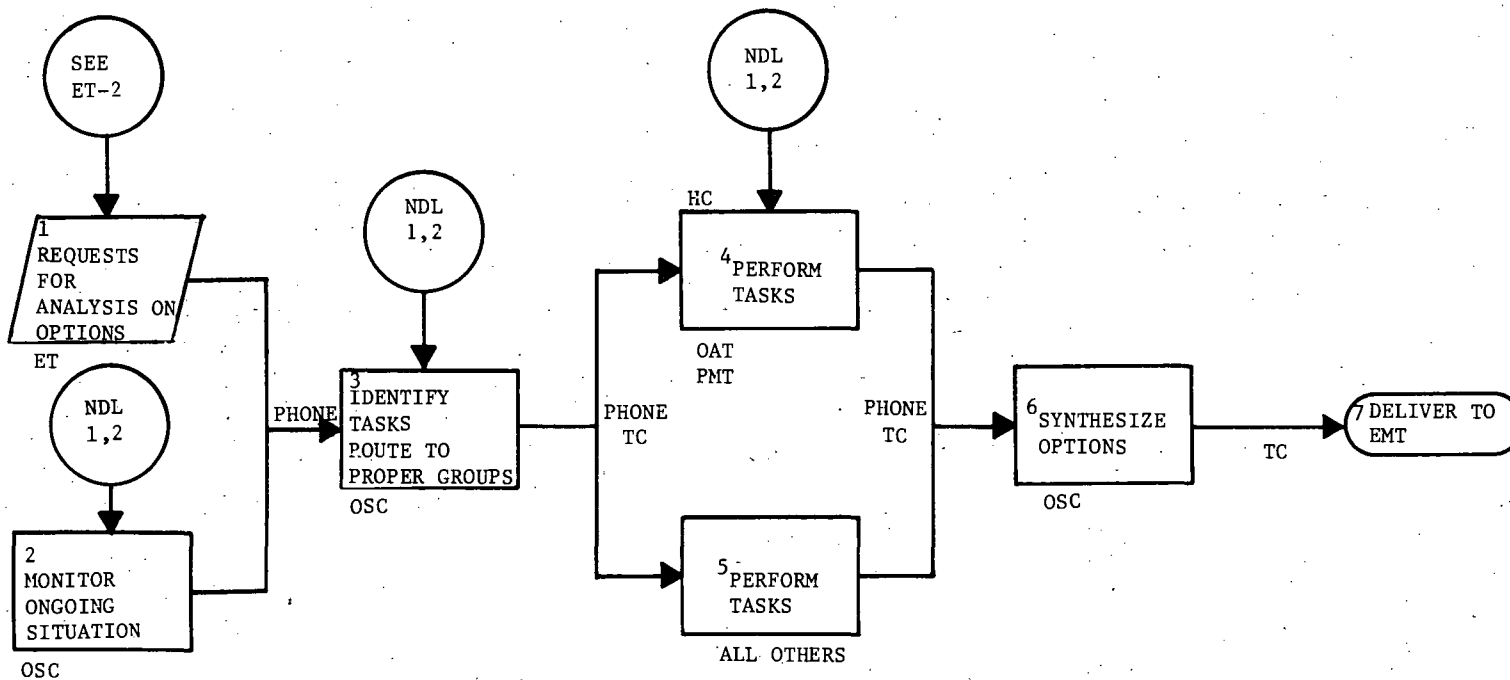 SEE
ET-2
1
REQUESTS
FOR
ANALYSIS ON
OPTIONS
ET
NDL
1,2
2
MONITOR
ONGOING
SITUATION
OSC
PHONE
NDL
1,2
3
IDENTIFY
TASKS
ROUTE TO
PROPER GROUPS
OSC
PHONE
TC
NDL
1,2
HC
4 PERFORM
TASKS
OAT
PMT
5 PERFORM
TASKS
ALL OTHERS
PHONE
TC
6 SYNTHESIZE
OPTIONS
OSC
TC
7 DELIVER TO
EMT